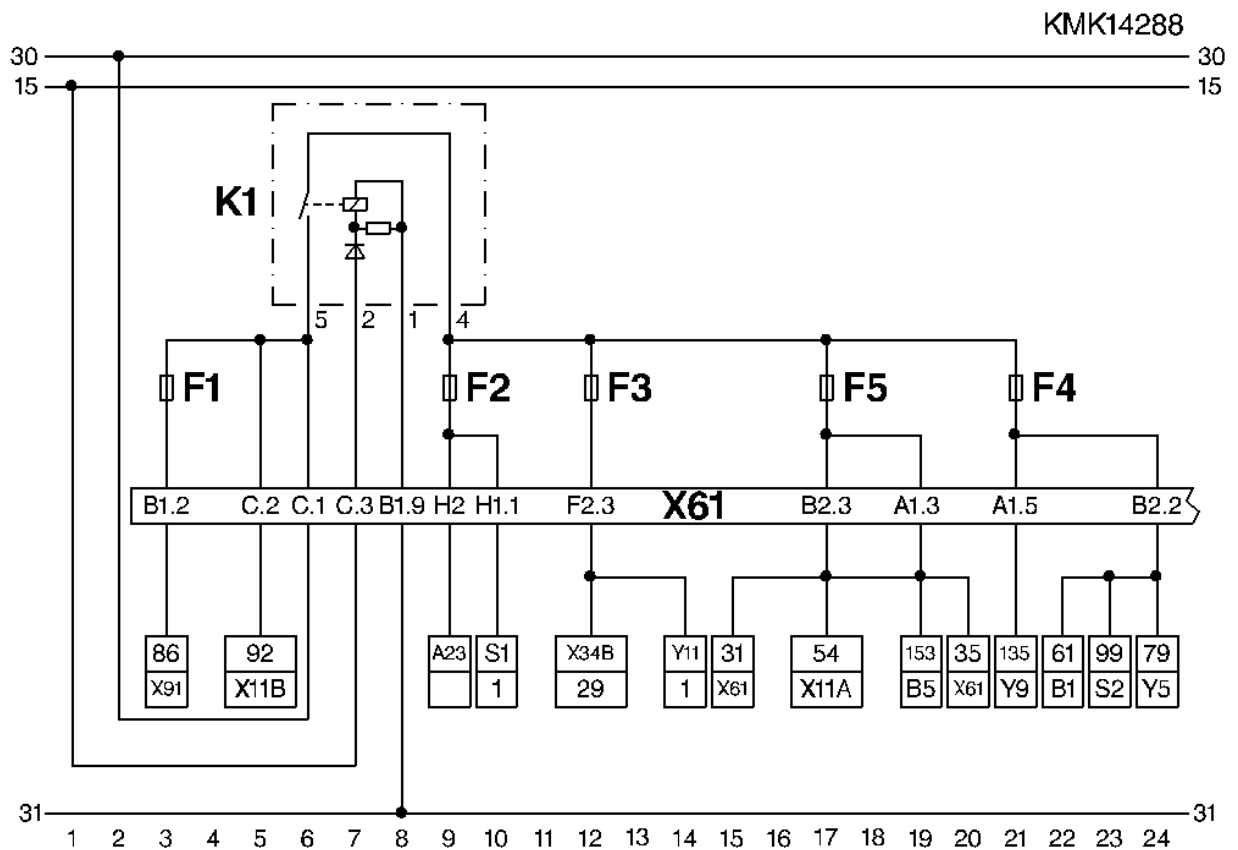 KMK14288
30 30
15 15
K1
5 2 1 4
F1 F2 F3 F5 F4
B1.2 C.2 C.1 C.3 B1.9 H2 H1.1 F2.3 X61 B2.3 A1.3 A1.5 B2.2
86 92 A23 S1 X34B Y11 31 54 153 35 135 61 99 79
X91 X11B 1 29 1 X61 X11A B5 X61 Y9 B1 S2 Y5
31 31
1 2 3 4 5 6 7 8 9 10 11 12 13 14 15 16 17 18 19 20 21 22 23 24